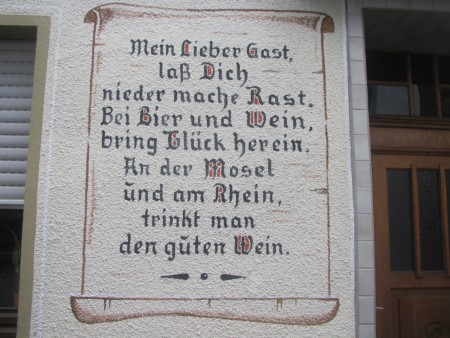 Mein Lieber Gast,
laß Dich
nieder mache Rast.
Bei Bier und Wein,
bring Glück herein.
An der Mosel
und am Rhein,
trinkt man
den guten Wein.